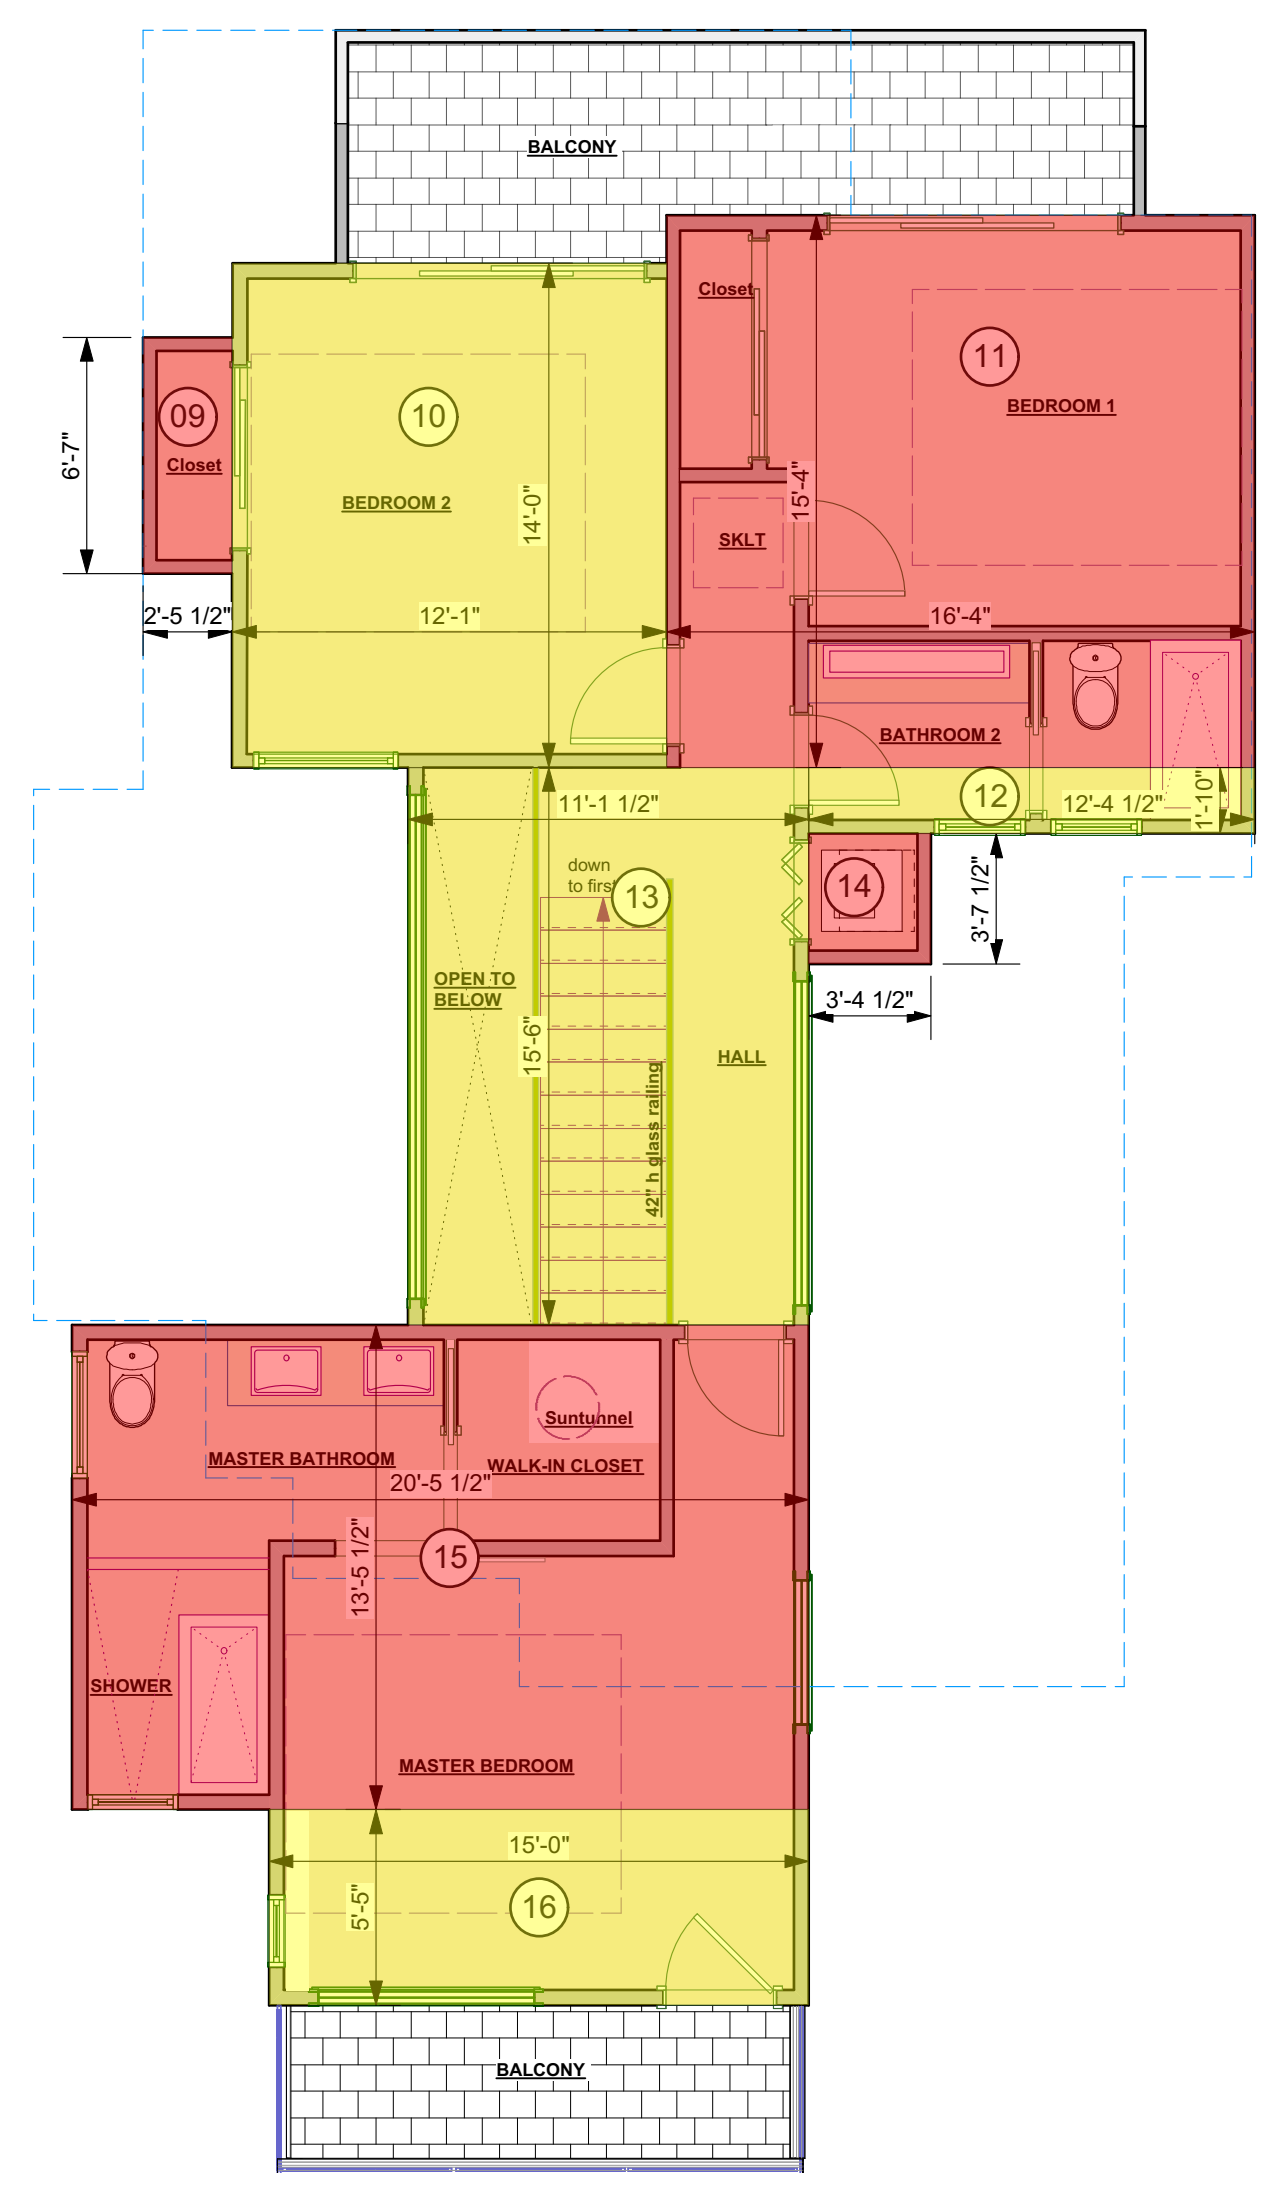 BALCONY
Closet
11
BEDROOM 1
09
Closet
10
BEDROOM 2
6'-7"
14'-0"
15'-4"
SKLT
2'-5 1/2"
12'-1"
16'-4"
BATHROOM 2
11'-1 1/2"
12
12'-4 1/2"
1'-10"
down
to first
13
14
3'-7 1/2"
OPEN TO
BELOW
3'-4 1/2"
15'-6"
HALL
42" h glass railing
Suntunnel
MASTER BATHROOM
WALK-IN CLOSET
20'-5 1/2"
15
13'-5 1/2"
SHOWER
MASTER BEDROOM
15'-0"
16
5'-5"
BALCONY